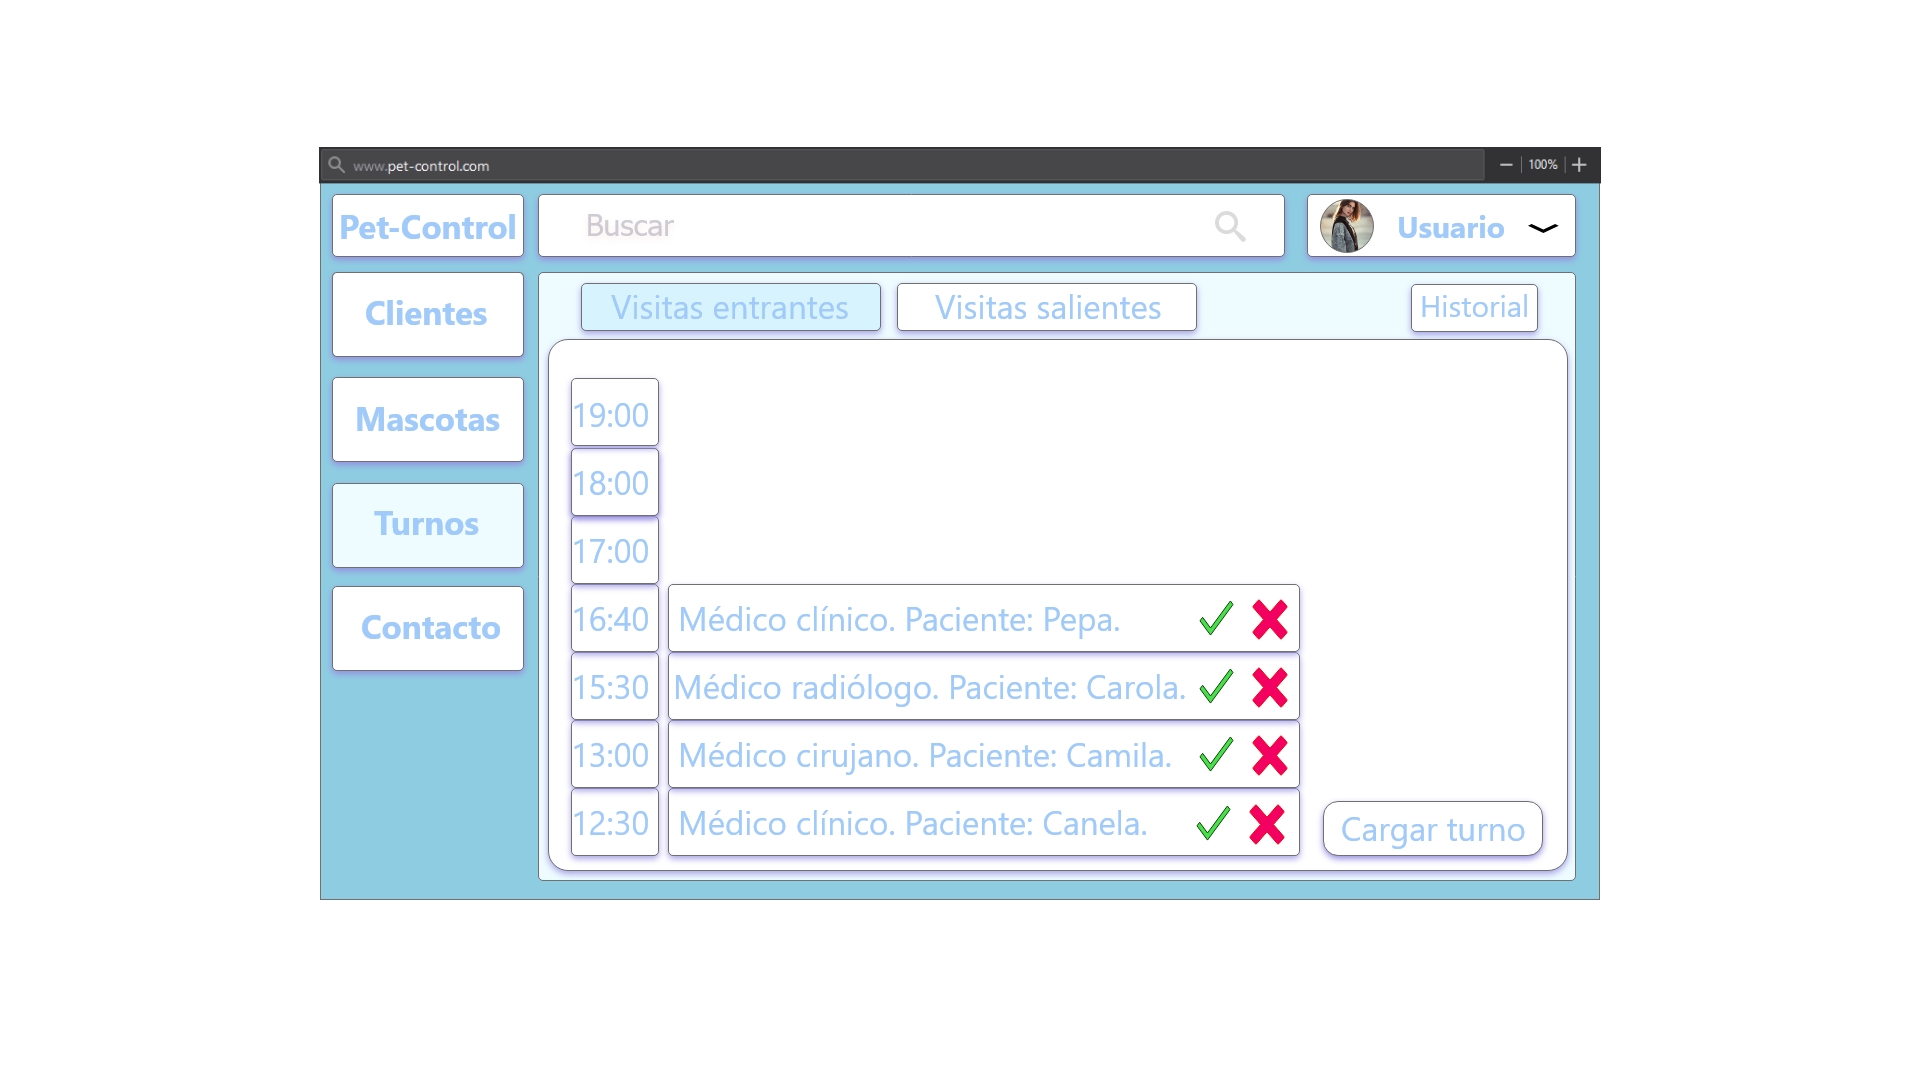 www.pet-control.com
100%
Pet-Control
Buscar
Usuario
Clientes
Mascotas
Turnos
Contacto
Visitas entrantes
Visitas salientes
Historial
19:00
18:00
17:00
16:40 Médico clínico. Paciente: Pepa.
15:30 Médico radiólogo. Paciente: Carola.
13:00 Médico cirujano. Paciente: Camila.
12:30 Médico clínico. Paciente: Canela.
Cargar turno